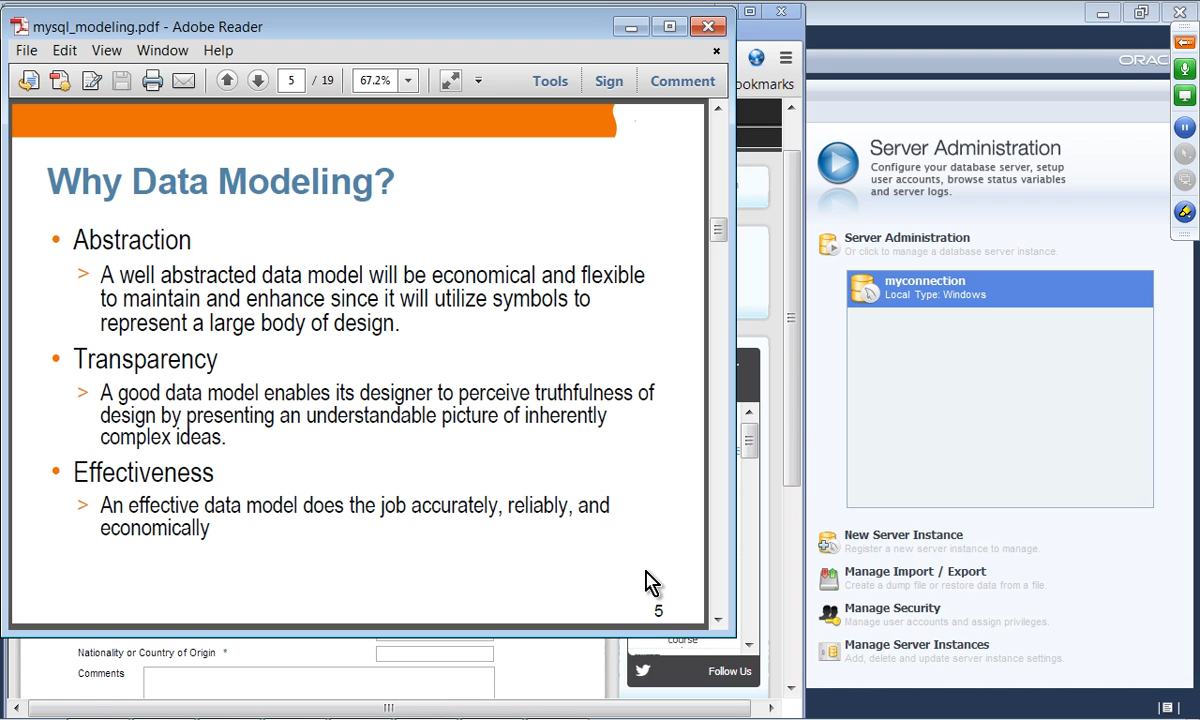 mysql_modeling.pdf - Adobe Reader
File Edit View Window Help
5 / 19 67.2% Tools Sign Comment
Why Data Modeling?
• Abstraction
> A well abstracted data model will be economical and flexible
to maintain and enhance since it will utilize symbols to
represent a large body of design.
• Transparency
> A good data model enables its designer to perceive truthfulness of
design by presenting an understandable picture of inherently
complex ideas.
• Effectiveness
> An effective data model does the job accurately, reliably, and
economically
5
Nationality or Country of Origin *
Comments
ookmarks
course
Follow Us
ORAC
Server Administration
Configure your database server, setup
user accounts, browse status variables
and server logs.
Server Administration
Or click to manage a database server instance.
myconnection
Local Type: Windows
New Server Instance
Register a new server instance to manage.
Manage Import / Export
Create a dump file or restore data from a file.
Manage Security
Manage user accounts and assign privileges.
Manage Server Instances
Add, delete and update server instance settings.